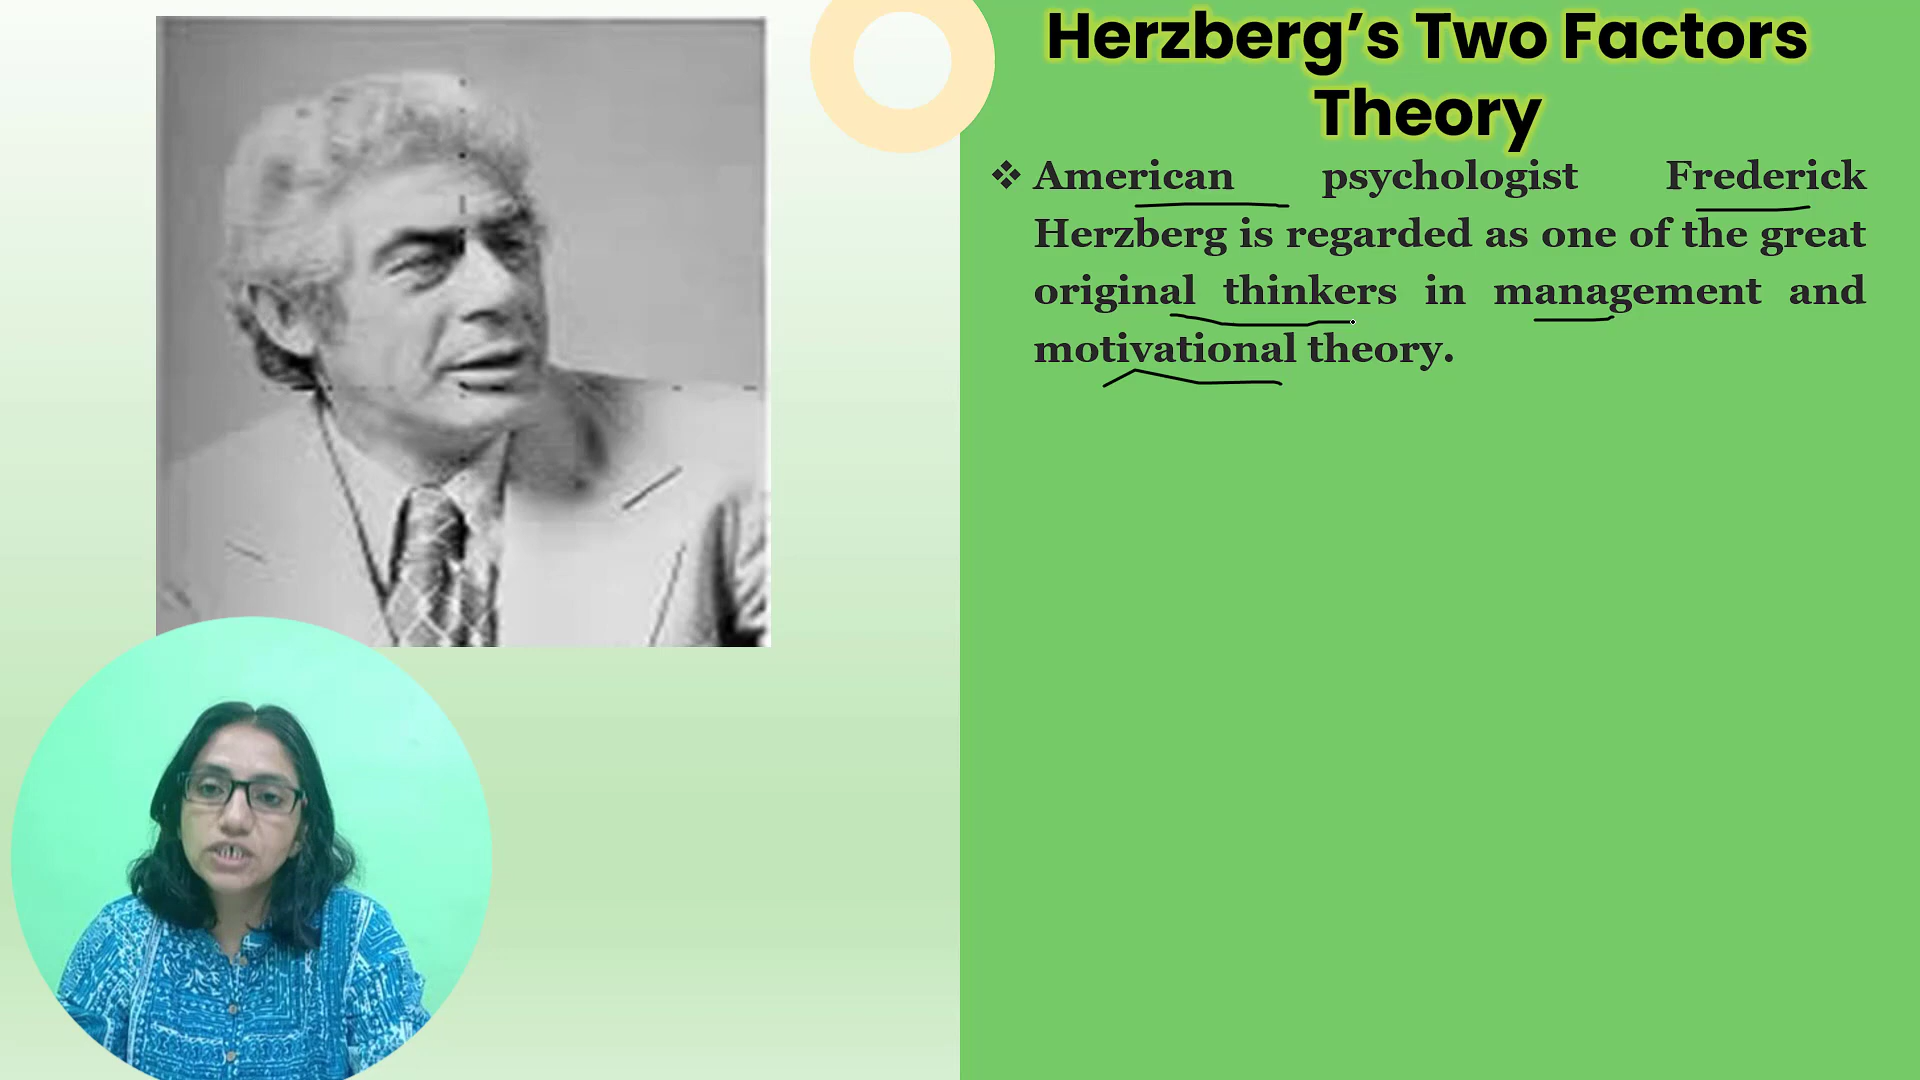 Herzberg’s Two Factors
Theory
❖ American psychologist Frederick
Herzberg is regarded as one of the great
original thinkers in management and
motivational theory.